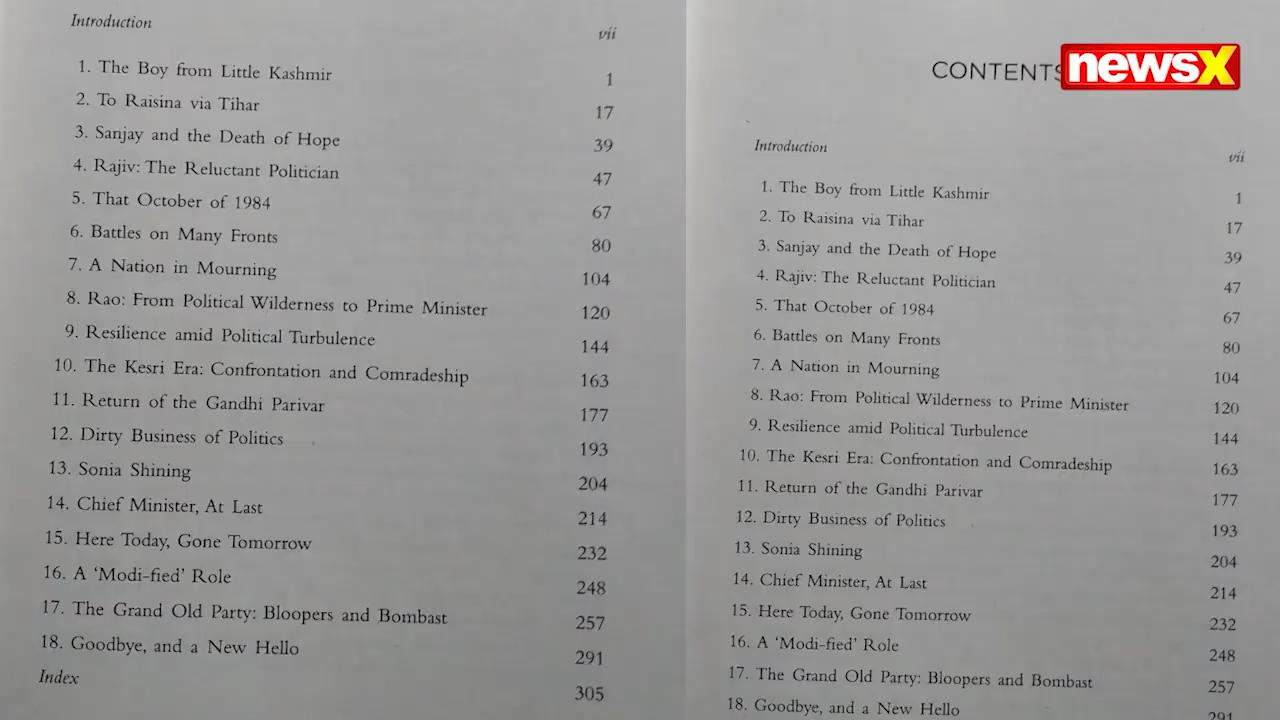 Introduction vii
1. The Boy from Little Kashmir 1
2. To Raisina via Tihar 17
3. Sanjay and the Death of Hope 39
4. Rajiv: The Reluctant Politician 47
5. That October of 1984 67
6. Battles on Many Fronts 80
7. A Nation in Mourning 104
8. Rao: From Political Wilderness to Prime Minister 120
9. Resilience amid Political Turbulence 144
10. The Kesri Era: Confrontation and Comradeship 163
11. Return of the Gandhi Parivar 177
12. Dirty Business of Politics 193
13. Sonia Shining 204
14. Chief Minister, At Last 214
15. Here Today, Gone Tomorrow 232
16. A ‘Modi-fied’ Role 248
17. The Grand Old Party: Bloopers and Bombast 257
18. Goodbye, and a New Hello 291
Index 305
CONTENTS
newsX
Introduction vii
1. The Boy from Little Kashmir 1
2. To Raisina via Tihar 17
3. Sanjay and the Death of Hope 39
4. Rajiv: The Reluctant Politician 47
5. That October of 1984 67
6. Battles on Many Fronts 80
7. A Nation in Mourning 104
8. Rao: From Political Wilderness to Prime Minister 120
9. Resilience amid Political Turbulence 144
10. The Kesri Era: Confrontation and Comradeship 163
11. Return of the Gandhi Parivar 177
12. Dirty Business of Politics 193
13. Sonia Shining 204
14. Chief Minister, At Last 214
15. Here Today, Gone Tomorrow 232
16. A ‘Modi-fied’ Role 248
17. The Grand Old Party: Bloopers and Bombast 257
18. Goodbye, and a New Hello 291